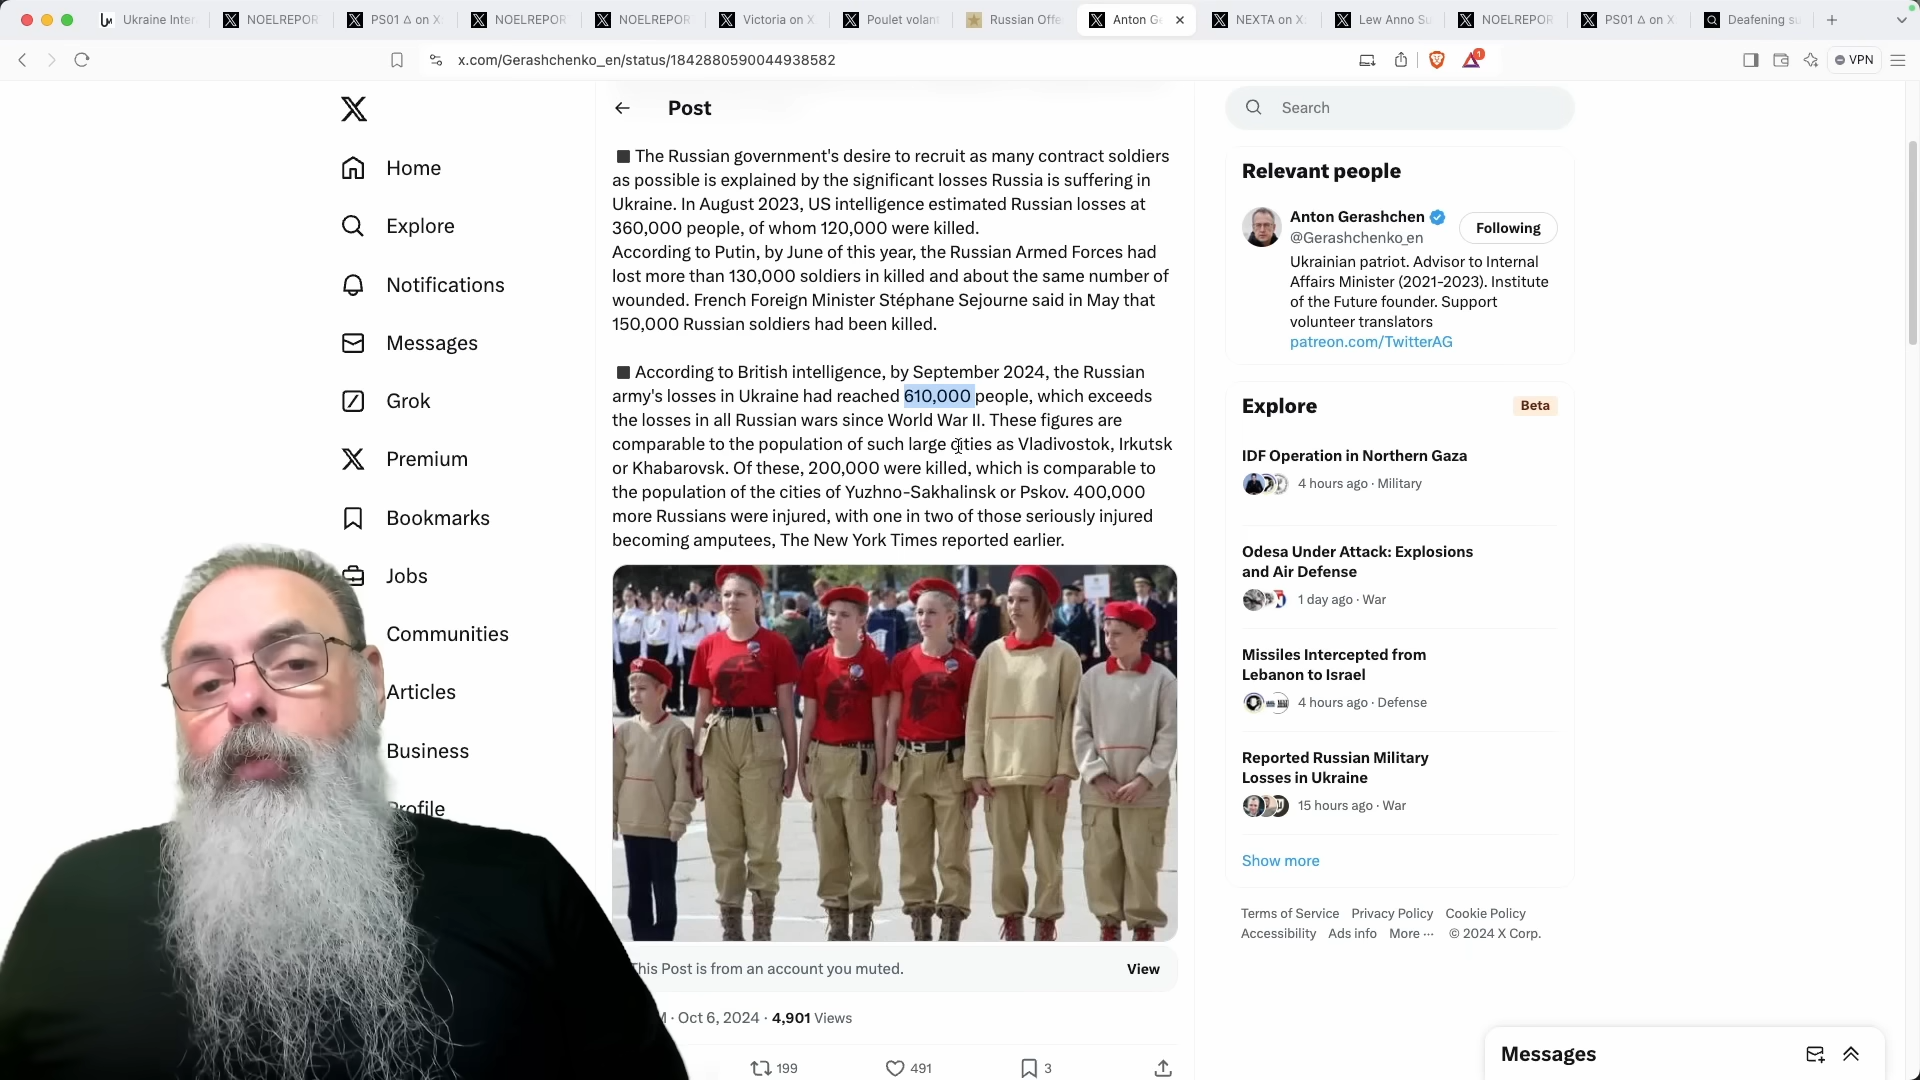 Ukraine Inter
NOELREPOR
PS01 Δ on X
NOELREPOR
NOELREPOR
Victoria on X
Poulet volant
Russian Offe
Anton Ge
NEXTA on X
Lew Anno Su
NOELREPOR
PS01 Δ on X
Deafening su
x.com/Gerashchenko_en/status/1842880590044938582
1
VPN
Home
Explore
Notifications
Messages
Grok
Premium
Bookmarks
Jobs
Communities
Articles
Business
Profile
Post
The Russian government's desire to recruit as many contract soldiers
as possible is explained by the significant losses Russia is suffering in
Ukraine. In August 2023, US intelligence estimated Russian losses at
360,000 people, of whom 120,000 were killed.
According to Putin, by June of this year, the Russian Armed Forces had
lost more than 130,000 soldiers in killed and about the same number of
wounded. French Foreign Minister Stéphane Sejourne said in May that
150,000 Russian soldiers had been killed.
According to British intelligence, by September 2024, the Russian
army's losses in Ukraine had reached 610,000 people, which exceeds
the losses in all Russian wars since World War II. These figures are
comparable to the population of such large cities as Vladivostok, Irkutsk
or Khabarovsk. Of these, 200,000 were killed, which is comparable to
the population of the cities of Yuzhno-Sakhalinsk or Pskov. 400,000
more Russians were injured, with one in two of those seriously injured
becoming amputees, The New York Times reported earlier.
This Post is from an account you muted.
View
M · Oct 6, 2024 · 4,901 Views
199
491
3
Search
Relevant people
Anton Gerashchen
@Gerashchenko_en
Following
Ukrainian patriot. Advisor to Internal
Affairs Minister (2021-2023). Institute
of the Future founder. Support
volunteer translators
patreon.com/TwitterAG
Explore
Beta
IDF Operation in Northern Gaza
4 hours ago · Military
Odesa Under Attack: Explosions
and Air Defense
1 day ago · War
Missiles Intercepted from
Lebanon to Israel
4 hours ago · Defense
Reported Russian Military
Losses in Ukraine
15 hours ago · War
Show more
Terms of Service Privacy Policy Cookie Policy
Accessibility Ads info More ··· © 2024 X Corp.
Messages